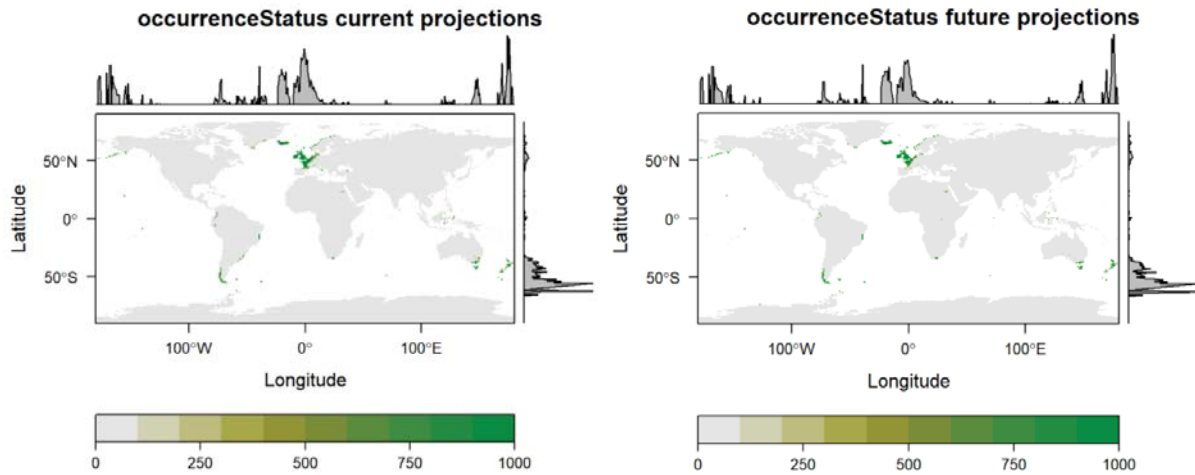 occurrenceStatus current projections
50°N
0°
50°S
Latitude
100°W 0° 100°E
Longitude
0 250 500 750 1000
occurrenceStatus future projections
50°N
0°
50°S
Latitude
100°W 0° 100°E
Longitude
0 250 500 750 1000